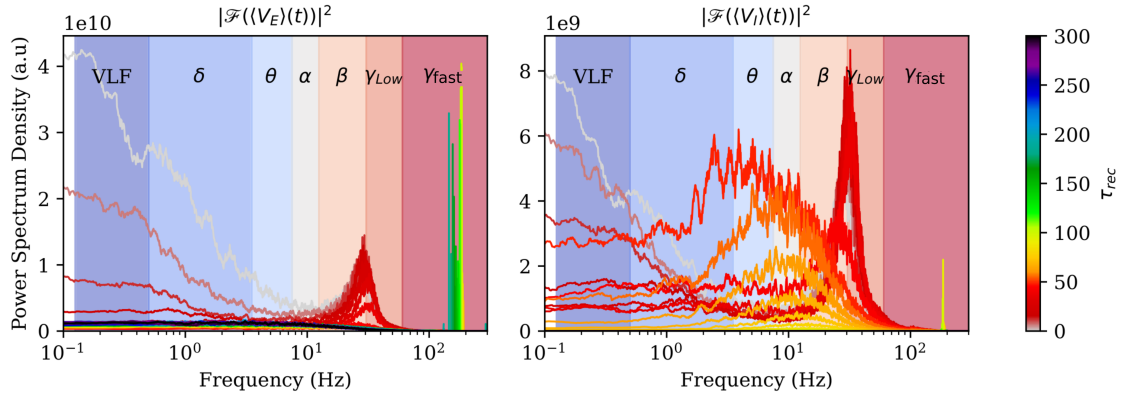 |ℱ(⟨V_E⟩(t))|²
|ℱ(⟨V_I⟩(t))|²
1e10
1e9
VLF δ θ α β γ_Low γ_fast
VLF δ θ α β γ_Low γ_fast
Power Spectrum Density (a.u)
4
3
2
1
0
8
6
4
2
0
10⁻¹ 10⁰ 10¹ 10²
10⁻¹ 10⁰ 10¹ 10²
Frequency (Hz)
Frequency (Hz)
300
250
200
150
100
50
0
τ_rec